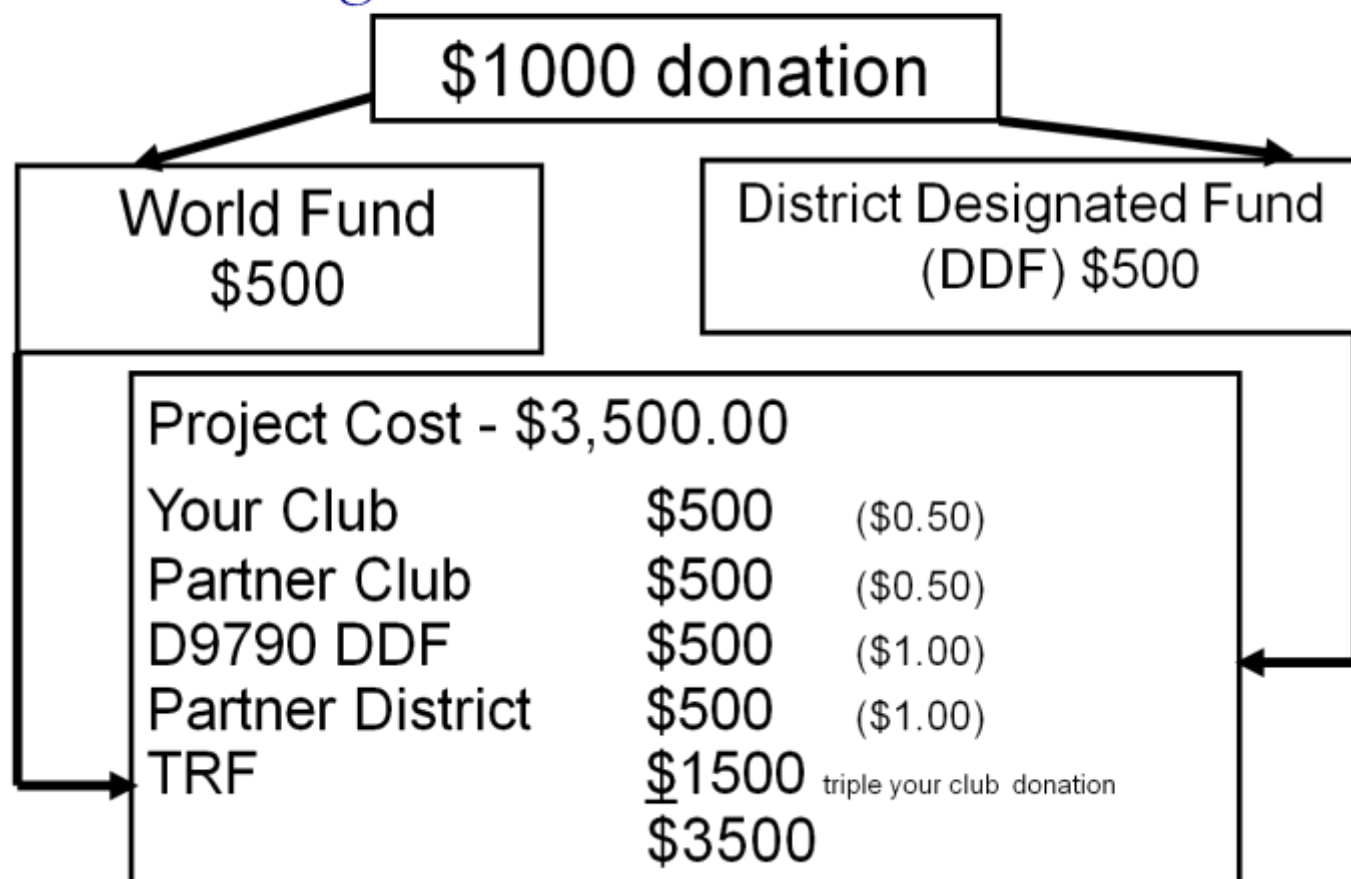 $1000 donation
World Fund
$500
District Designated Fund
(DDF) $500
Project Cost - $3,500.00
Your Club $500 ($0.50)
Partner Club $500 ($0.50)
D9790 DDF $500 ($1.00)
Partner District $500 ($1.00)
TRF $1500 triple your club donation
$3500